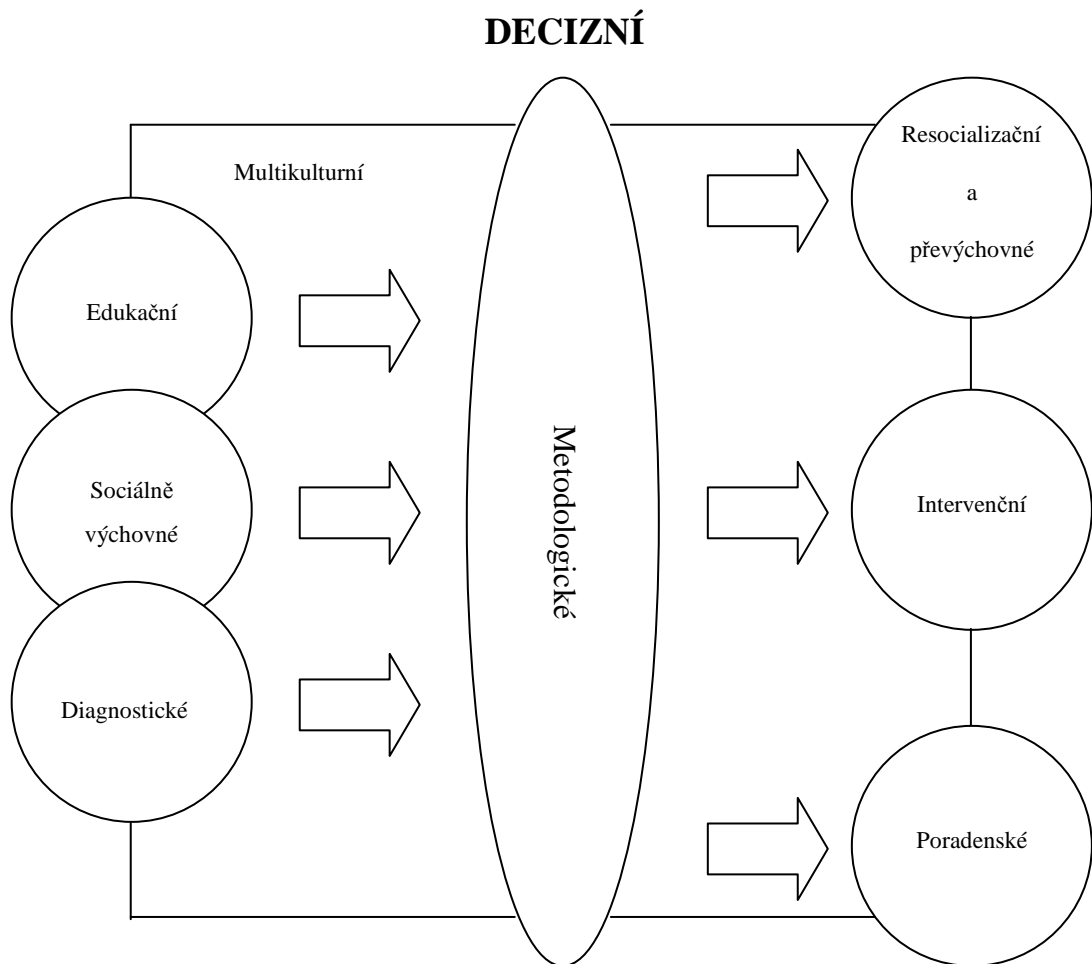 DECIZNÍ
Multikulturní
Edukační
Sociálně
výchovné
Diagnostické
Metodologické
Resocializační
a
převýchovné
Intervenční
Poradenské